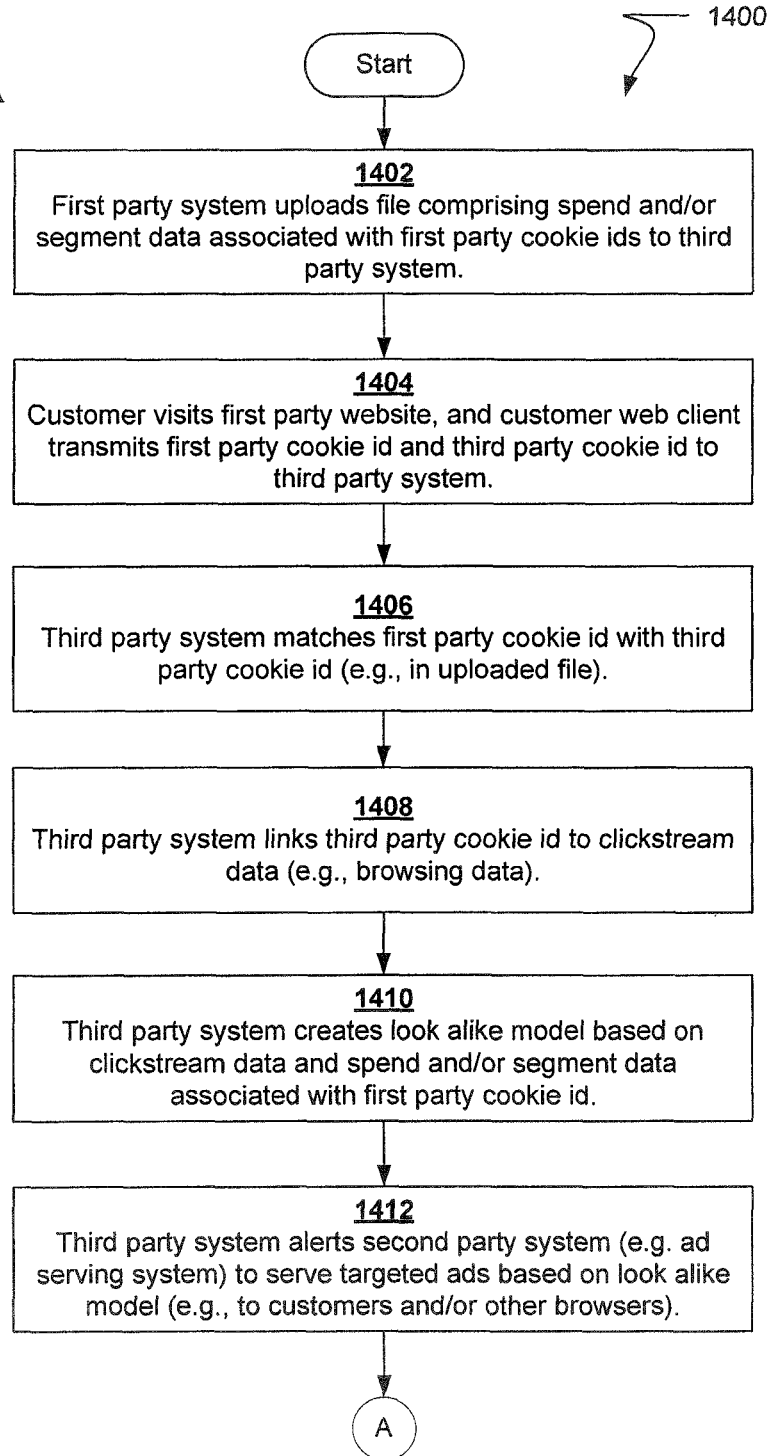 1400
Start
1402
First party system uploads file comprising spend and/or
segment data associated with first party cookie ids to third
party system.
1404
Customer visits first party website, and customer web client
transmits first party cookie id and third party cookie id to
third party system.
1406
Third party system matches first party cookie id with third
party cookie id (e.g., in uploaded file).
1408
Third party system links third party cookie id to clickstream
data (e.g., browsing data).
1410
Third party system creates look alike model based on
clickstream data and spend and/or segment data
associated with first party cookie id.
1412
Third party system alerts second party system (e.g. ad
serving system) to serve targeted ads based on look alike
model (e.g., to customers and/or other browsers).
A